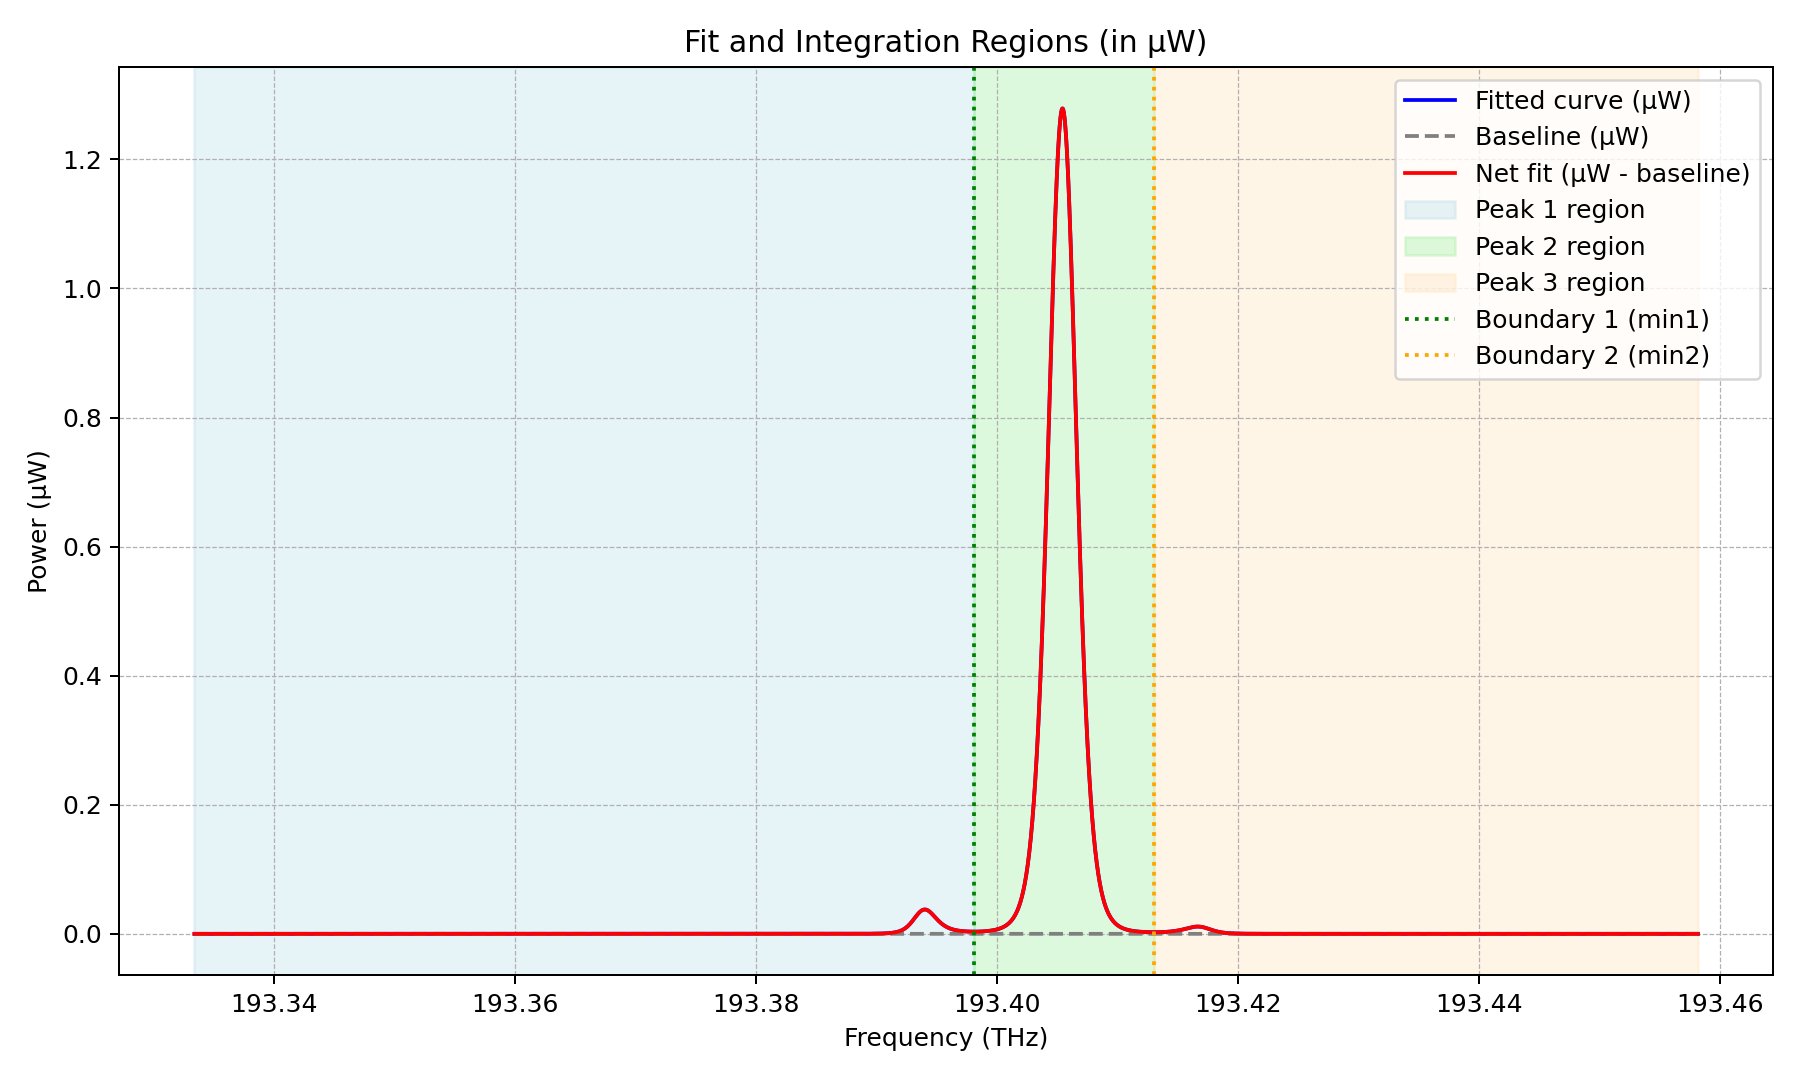 Fit and Integration Regions (in µW)
Fitted curve (µW)
Baseline (µW)
Net fit (µW - baseline)
Peak 1 region
Peak 2 region
Peak 3 region
Boundary 1 (min1)
Boundary 2 (min2)
Power (µW)
1.2
1.0
0.8
0.6
0.4
0.2
0.0
193.34
193.36
193.38
193.40
193.42
193.44
193.46
Frequency (THz)